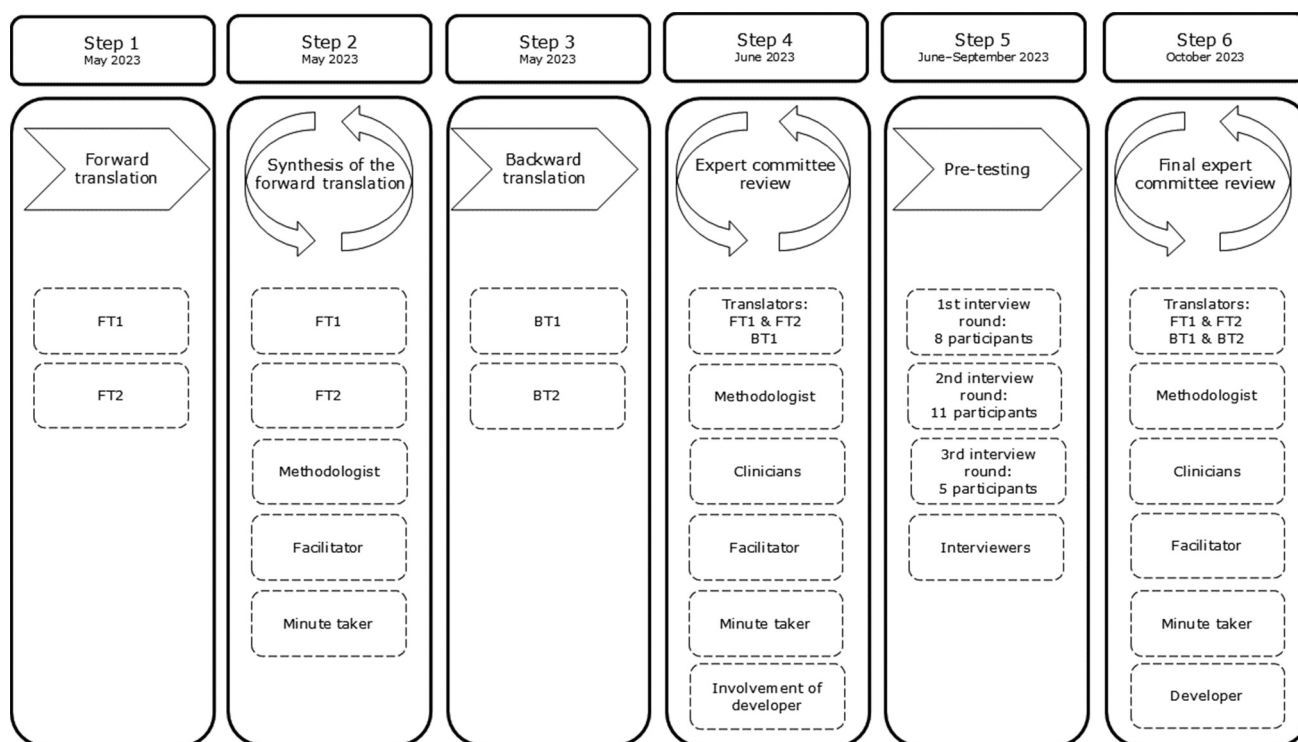 Step 1
May 2023
Step 2
May 2023
Step 3
May 2023
Step 4
June 2023
Step 5
June–September 2023
Step 6
October 2023
Forward
translation
Synthesis of the
forward translation
Backward
translation
Expert committee
review
Pre-testing
Final expert
committee review
FT1
FT2
FT1
FT2
Methodologist
Facilitator
Minute taker
BT1
BT2
Translators:
FT1 & FT2
BT1
Methodologist
Clinicians
Facilitator
Minute taker
Involvement of
developer
1st interview
round:
8 participants
2nd interview
round:
11 participants
3rd interview
round:
5 participants
Interviewers
Translators:
FT1 & FT2
BT1 & BT2
Methodologist
Clinicians
Facilitator
Minute taker
Developer